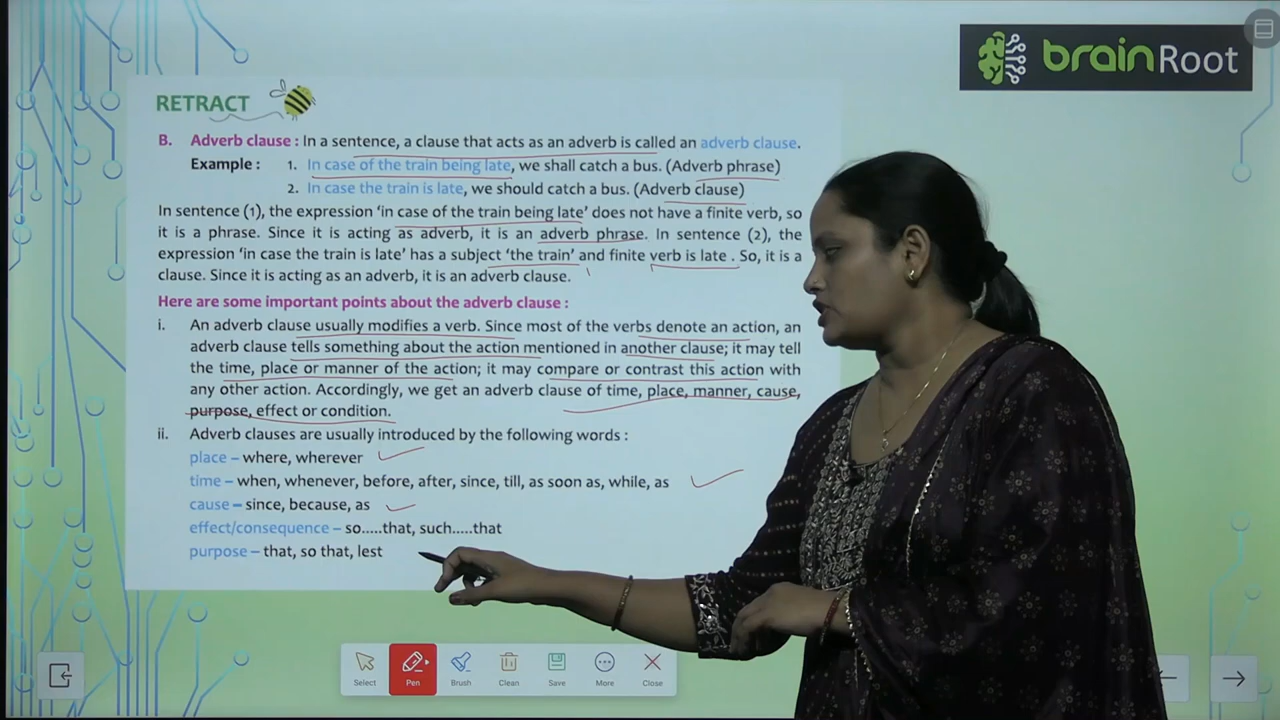 brainRoot
RETRACT
B. Adverb clause : In a sentence, a clause that acts as an adverb is called an adverb clause.
Example : 1. In case of the train being late, we shall catch a bus. (Adverb phrase)
2. In case the train is late, we should catch a bus. (Adverb clause)
In sentence (1), the expression 'in case of the train being late' does not have a finite verb, so
it is a phrase. Since it is acting as adverb, it is an adverb phrase. In sentence (2), the
expression 'in case the train is late' has a subject 'the train' and finite verb is late . So, it is a
clause. Since it is acting as an adverb, it is an adverb clause.
Here are some important points about the adverb clause :
i. An adverb clause usually modifies a verb. Since most of the verbs denote an action, an
adverb clause tells something about the action mentioned in another clause; it may tell
the time, place or manner of the action; it may compare or contrast this action with
any other action. Accordingly, we get an adverb clause of time, place, manner, cause,
purpose, effect or condition.
ii. Adverb clauses are usually introduced by the following words :
place – where, wherever
time – when, whenever, before, after, since, till, as soon as, while, as
cause – since, because, as
effect/consequence – so.....that, such.....that
purpose – that, so that, lest
Select Pen Brush Clean Save More Close